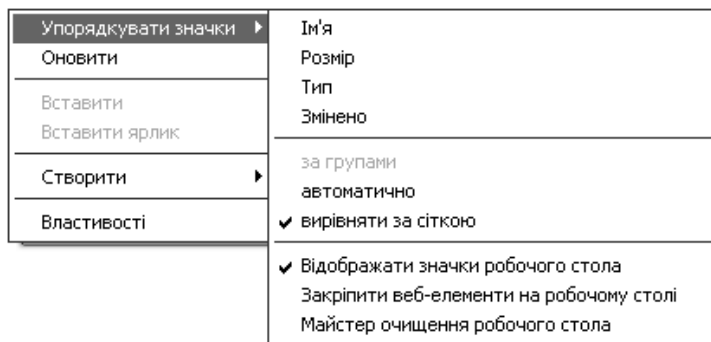 Упорядкувати значки
Оновити
Вставити
Вставити ярлик
Створити
Властивості
Ім'я
Розмір
Тип
Змінено
за групами
автоматично
вирівняти за сіткою
Відображати значки робочого стола
Закріпити веб-елементи на робочому столі
Майстер очищення робочого стола